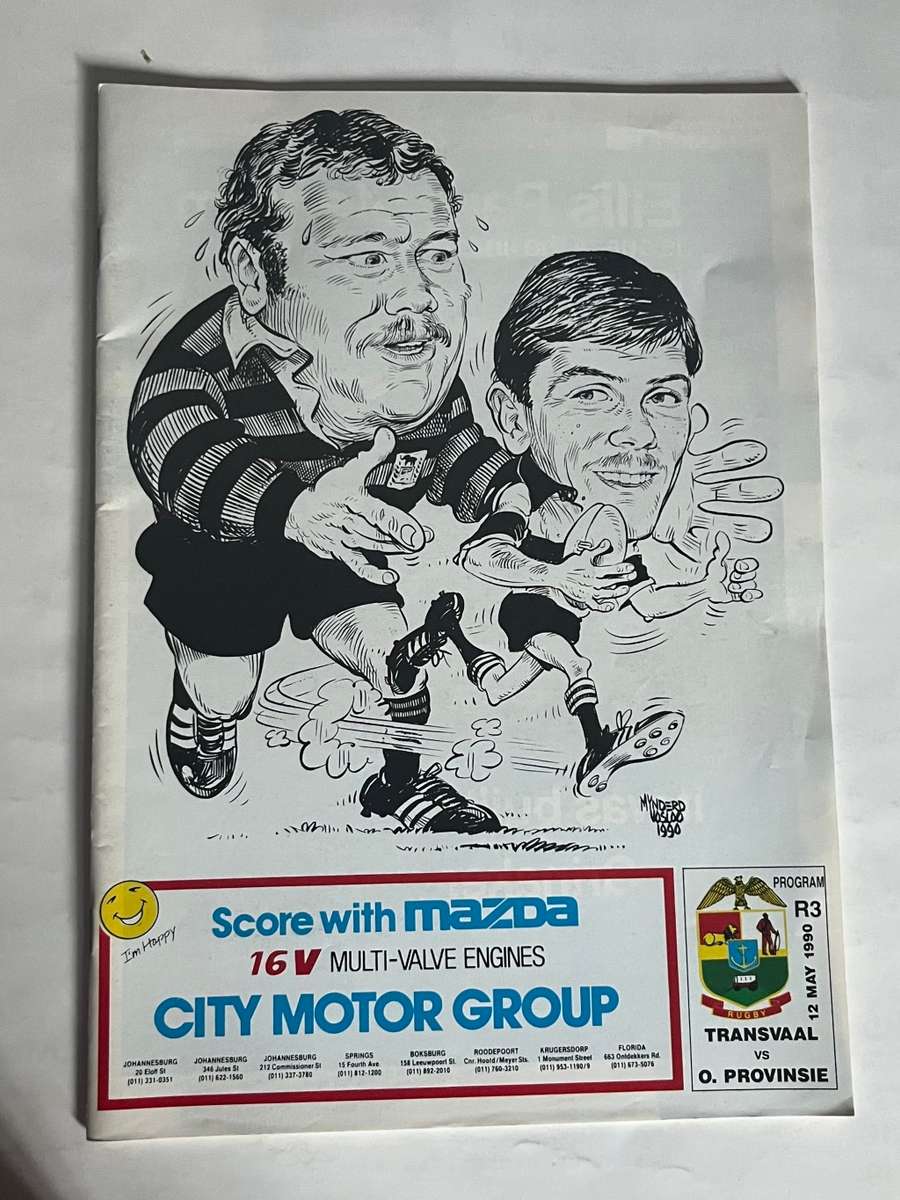 MYNDERD
VOSLOO
1990
I'm Happy
Score with mazda
16V MULTI-VALVE ENGINES
CITY MOTOR GROUP
JOHANNESBURG
20 Eloff St
(011) 331-0351
JOHANNESBURG
346 Jules St
(011) 622-1560
JOHANNESBURG
212 Commissioner St
(011) 337-3780
SPRINGS
15 Fourth Ave.
(011) 812-1200
BOKSBURG
158 Leeuwpoort St.
(011) 892-2010
ROODEPOORT
Cnr. Hoofd/Meyer Sts.
(011) 760-3210
KRUGERSDORP
1 Monument Street
(011) 953-1190/9
FLORIDA
663 Ontdekkers Rd.
(011) 673-5076
PROGRAM
R3
12 MAY 1990
RUGBY
TRANSVAAL
VS
O. PROVINSIE